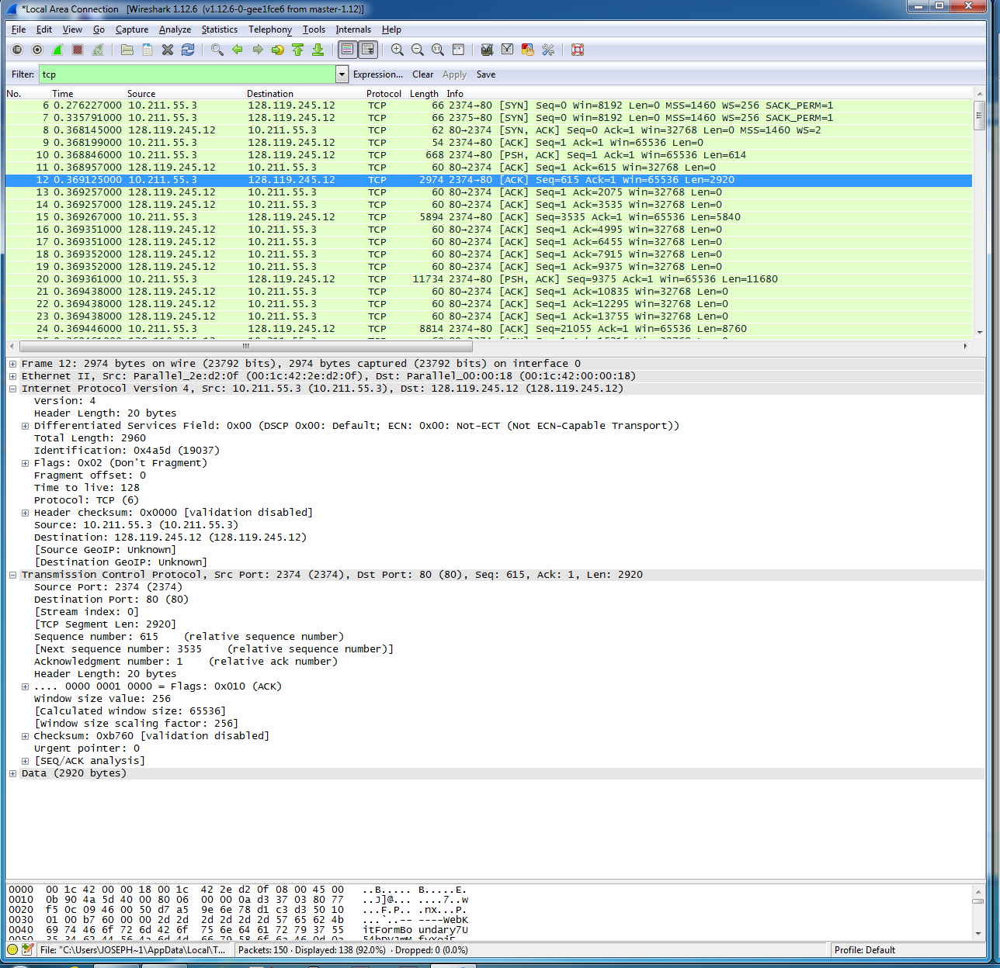 *Local Area Connection   [Wireshark 1.12.6  (v1.12.6-0-gee1fce6 from master-1.12)]
File Edit View Go Capture Analyze Statistics Telephony Tools Internals Help
Filter: tcp Expression... Clear Apply Save
No. Time Source Destination Protocol Length Info
6 0.276227000 10.211.55.3 128.119.245.12 TCP 66 2374→80 [SYN] Seq=0 Win=8192 Len=0 MSS=1460 WS=256 SACK_PERM=1
7 0.335791000 10.211.55.3 128.119.245.12 TCP 66 2375→80 [SYN] Seq=0 Win=8192 Len=0 MSS=1460 WS=256 SACK_PERM=1
8 0.368145000 128.119.245.12 10.211.55.3 TCP 62 80→2374 [SYN, ACK] Seq=0 Ack=1 Win=32768 Len=0 MSS=1460 WS=2
9 0.368199000 10.211.55.3 128.119.245.12 TCP 54 2374→80 [ACK] Seq=1 Ack=1 Win=65536 Len=0
10 0.368846000 10.211.55.3 128.119.245.12 TCP 668 2374→80 [PSH, ACK] Seq=1 Ack=1 Win=65536 Len=614
11 0.368957000 128.119.245.12 10.211.55.3 TCP 60 80→2374 [ACK] Seq=1 Ack=615 Win=32768 Len=0
12 0.369125000 10.211.55.3 128.119.245.12 TCP 2974 2374→80 [ACK] Seq=615 Ack=1 Win=65536 Len=2920
13 0.369257000 128.119.245.12 10.211.55.3 TCP 60 80→2374 [ACK] Seq=1 Ack=2075 Win=32768 Len=0
14 0.369257000 128.119.245.12 10.211.55.3 TCP 60 80→2374 [ACK] Seq=1 Ack=3535 Win=32768 Len=0
15 0.369267000 10.211.55.3 128.119.245.12 TCP 5894 2374→80 [ACK] Seq=3535 Ack=1 Win=65536 Len=5840
16 0.369351000 128.119.245.12 10.211.55.3 TCP 60 80→2374 [ACK] Seq=1 Ack=4995 Win=32768 Len=0
17 0.369351000 128.119.245.12 10.211.55.3 TCP 60 80→2374 [ACK] Seq=1 Ack=6455 Win=32768 Len=0
18 0.369352000 128.119.245.12 10.211.55.3 TCP 60 80→2374 [ACK] Seq=1 Ack=7915 Win=32768 Len=0
19 0.369352000 128.119.245.12 10.211.55.3 TCP 60 80→2374 [ACK] Seq=1 Ack=9375 Win=32768 Len=0
20 0.369361000 10.211.55.3 128.119.245.12 TCP 11734 2374→80 [PSH, ACK] Seq=9375 Ack=1 Win=65536 Len=11680
21 0.369438000 128.119.245.12 10.211.55.3 TCP 60 80→2374 [ACK] Seq=1 Ack=10835 Win=32768 Len=0
22 0.369438000 128.119.245.12 10.211.55.3 TCP 60 80→2374 [ACK] Seq=1 Ack=12295 Win=32768 Len=0
23 0.369438000 128.119.245.12 10.211.55.3 TCP 60 80→2374 [ACK] Seq=1 Ack=13755 Win=32768 Len=0
24 0.369446000 10.211.55.3 128.119.245.12 TCP 8814 2374→80 [ACK] Seq=21055 Ack=1 Win=65536 Len=8760
Frame 12: 2974 bytes on wire (23792 bits), 2974 bytes captured (23792 bits) on interface 0
Ethernet II, Src: Parallel_2e:d2:0f (00:1c:42:2e:d2:0f), Dst: Parallel_00:00:18 (00:1c:42:00:00:18)
Internet Protocol Version 4, Src: 10.211.55.3 (10.211.55.3), Dst: 128.119.245.12 (128.119.245.12)
Version: 4
Header Length: 20 bytes
Differentiated Services Field: 0x00 (DSCP 0x00: Default; ECN: 0x00: Not-ECT (Not ECN-Capable Transport))
Total Length: 2960
Identification: 0x4a5d (19037)
Flags: 0x02 (Don't Fragment)
Fragment offset: 0
Time to live: 128
Protocol: TCP (6)
Header checksum: 0x0000 [validation disabled]
Source: 10.211.55.3 (10.211.55.3)
Destination: 128.119.245.12 (128.119.245.12)
[Source GeoIP: Unknown]
[Destination GeoIP: Unknown]
Transmission Control Protocol, Src Port: 2374 (2374), Dst Port: 80 (80), Seq: 615, Ack: 1, Len: 2920
Source Port: 2374 (2374)
Destination Port: 80 (80)
[Stream index: 0]
[TCP Segment Len: 2920]
Sequence number: 615    (relative sequence number)
[Next sequence number: 3535    (relative sequence number)]
Acknowledgment number: 1    (relative ack number)
Header Length: 20 bytes
.... 0000 0001 0000 = Flags: 0x010 (ACK)
Window size value: 256
[Calculated window size: 65536]
[Window size scaling factor: 256]
Checksum: 0xb760 [validation disabled]
Urgent pointer: 0
[SEQ/ACK analysis]
Data (2920 bytes)
0000  00 1c 42 00 00 18 00 1c  42 2e d2 0f 08 00 45 00   ..B..... B.....E.
0010  0b 90 4a 5d 40 00 80 06  00 00 0a d3 37 03 80 77   ..J]@... ....7..w
0020  f5 0c 09 46 00 50 d7 a5  9e 6e 78 d1 c3 d3 50 10   ...F.P.. .nx...P.
0030  01 00 b7 60 00 00 2d 2d  2d 2d 2d 2d 57 65 62 4b   ...`..-- ----WebK
0040  69 74 46 6f 72 6d 42 6f  75 6e 64 61 72 79 37 55   itFormBo undary7U
File: "C:\Users\JOSEPH~1\AppData\Local\T... Packets: 150 · Displayed: 138 (92.0%) · Dropped: 0 (0.0%) Profile: Default